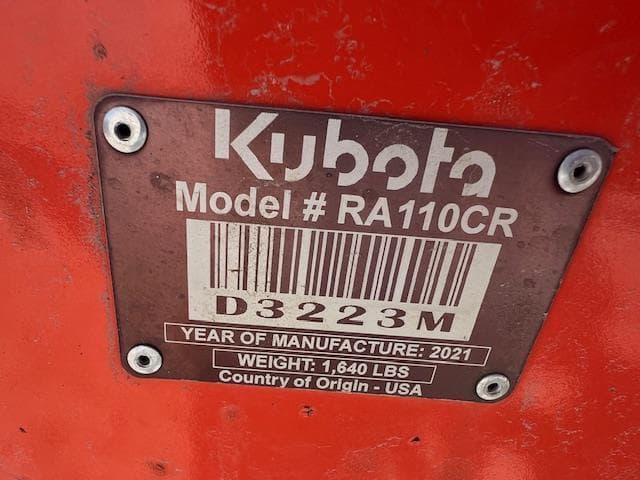 Kubota
Model # RA110CR
D3223M
YEAR OF MANUFACTURE: 2021
WEIGHT: 1,640 LBS
Country of Origin - USA